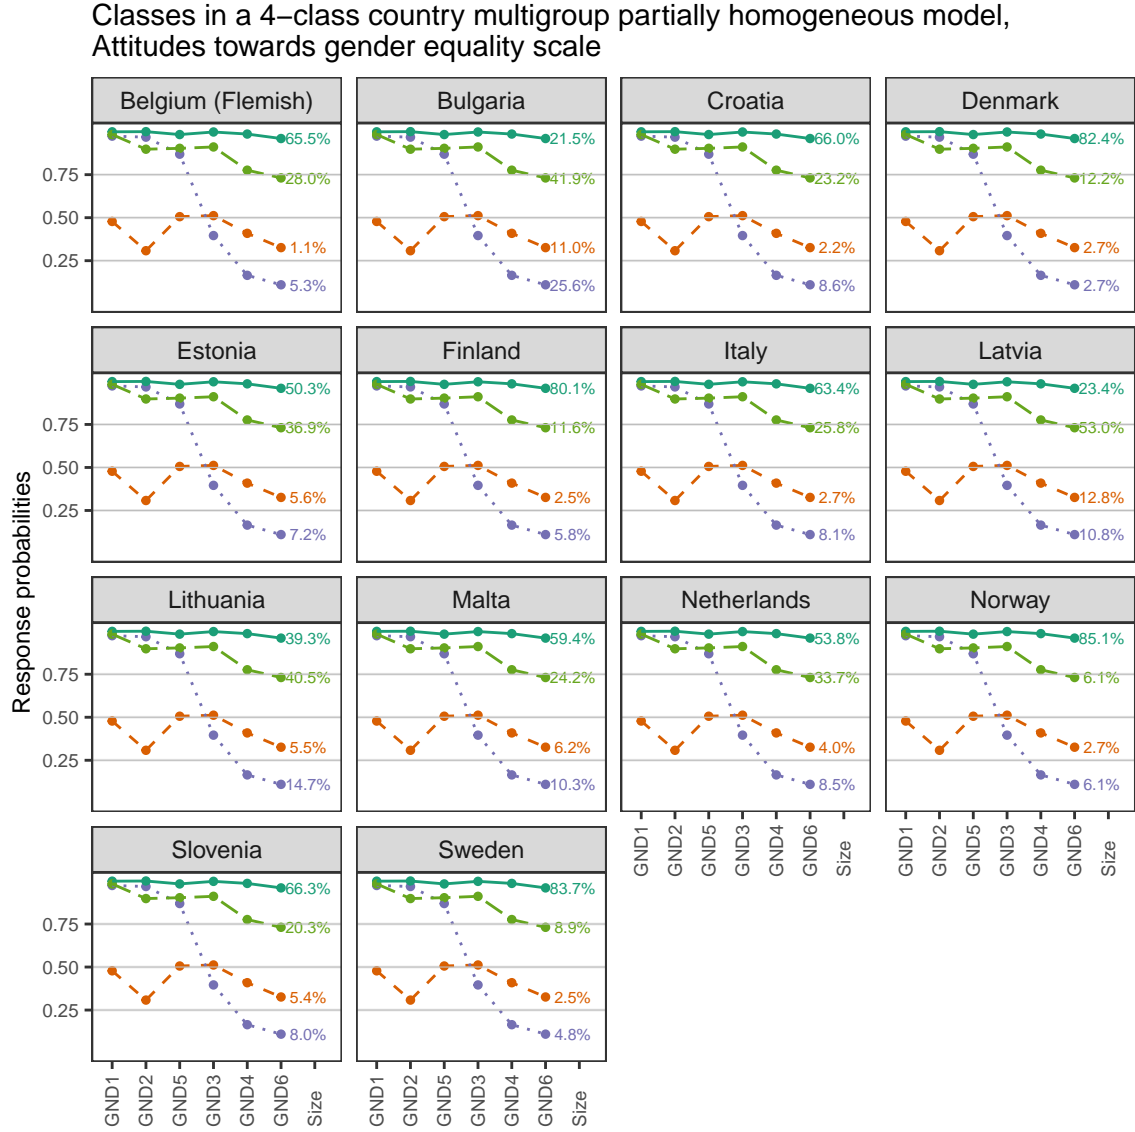 Classes in a 4−class country multigroup partially homogeneous model,
Attitudes towards gender equality scale
Response probabilities
Belgium (Flemish)
0.75
0.50
0.25
65.5%
28.0%
1.1%
5.3%
Bulgaria
21.5%
41.9%
11.0%
25.6%
Croatia
66.0%
23.2%
2.2%
8.6%
Denmark
82.4%
12.2%
2.7%
2.7%
Estonia
0.75
0.50
0.25
50.3%
36.9%
5.6%
7.2%
Finland
80.1%
11.6%
2.5%
5.8%
Italy
63.4%
25.8%
2.7%
8.1%
Latvia
23.4%
53.0%
12.8%
10.8%
Lithuania
0.75
0.50
0.25
39.3%
40.5%
5.5%
14.7%
Malta
59.4%
24.2%
6.2%
10.3%
Netherlands
53.8%
33.7%
4.0%
8.5%
GND1
GND2
GND5
GND3
GND4
GND6
Size
Norway
85.1%
6.1%
2.7%
6.1%
GND1
GND2
GND5
GND3
GND4
GND6
Size
Slovenia
0.75
0.50
0.25
66.3%
20.3%
5.4%
8.0%
GND1
GND2
GND5
GND3
GND4
GND6
Size
Sweden
83.7%
8.9%
2.5%
4.8%
GND1
GND2
GND5
GND3
GND4
GND6
Size